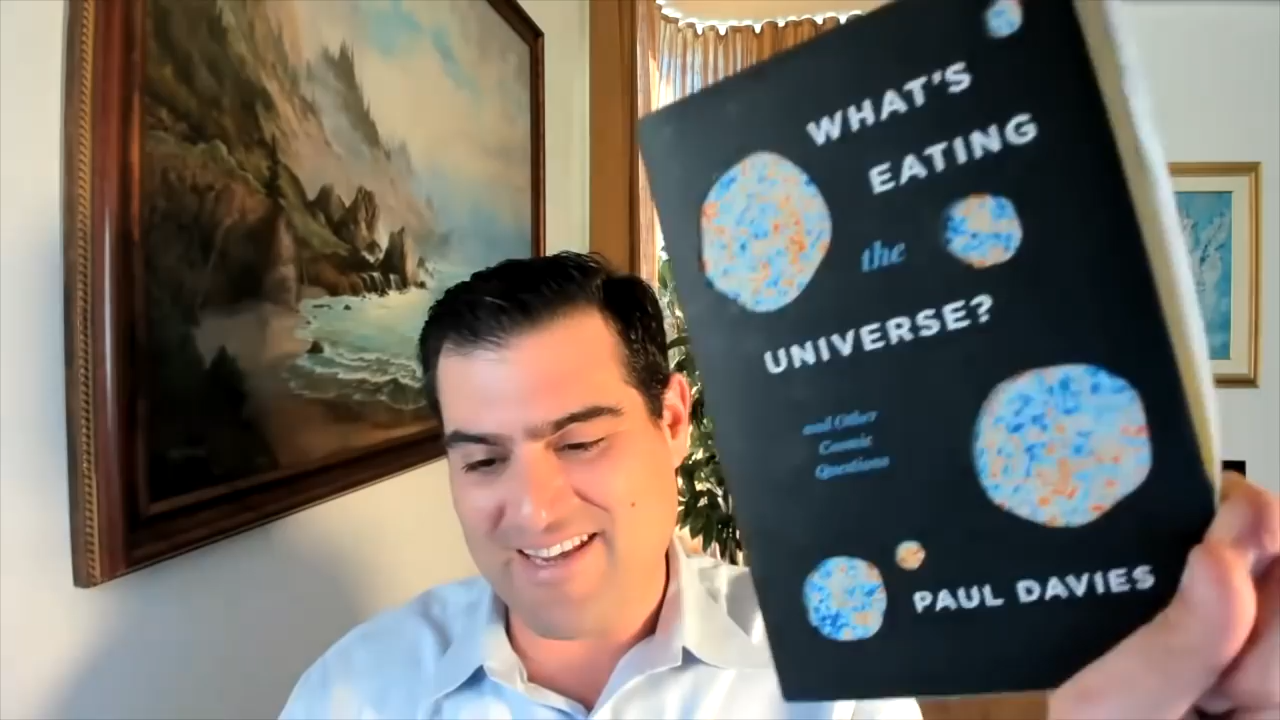 WHAT'S
EATING
the
UNIVERSE?
and Other
Cosmic
Questions
PAUL DAVIES